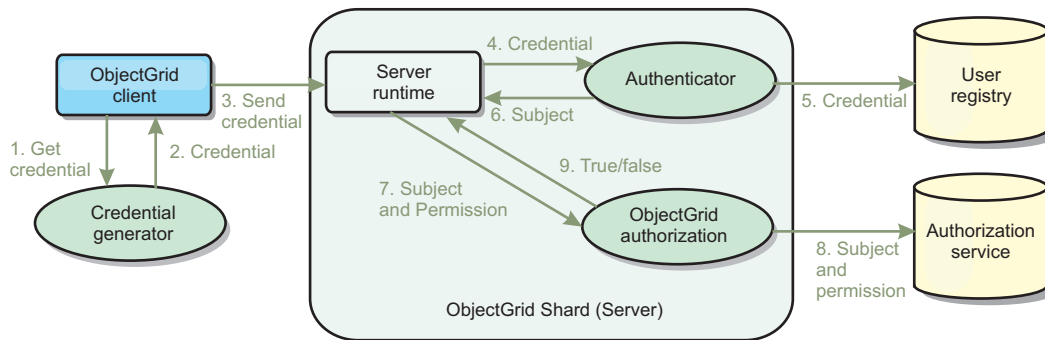 ObjectGrid
client
1. Get
credential
2. Credential
Credential
generator
3. Send
credential
Server
runtime
4. Credential
Authenticator
5. Credential
User
registry
6. Subject
7. Subject
and Permission
9. True/false
ObjectGrid
authorization
8. Subject
and
permission
Authorization
service
ObjectGrid Shard (Server)